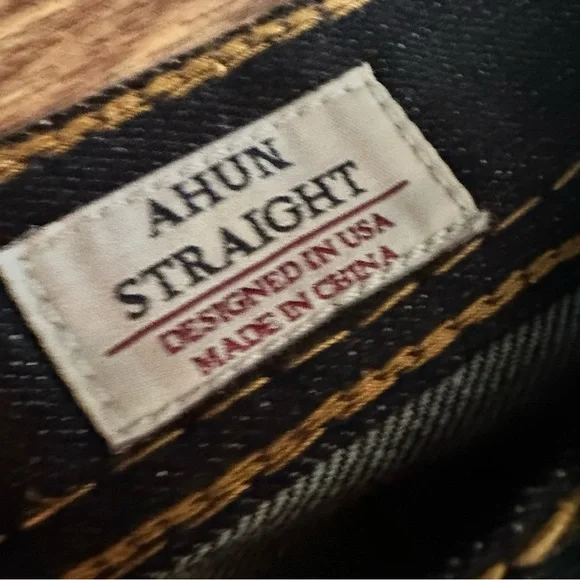 AHUN
STRAIGHT
DESIGNED IN USA
MADE IN CHINA